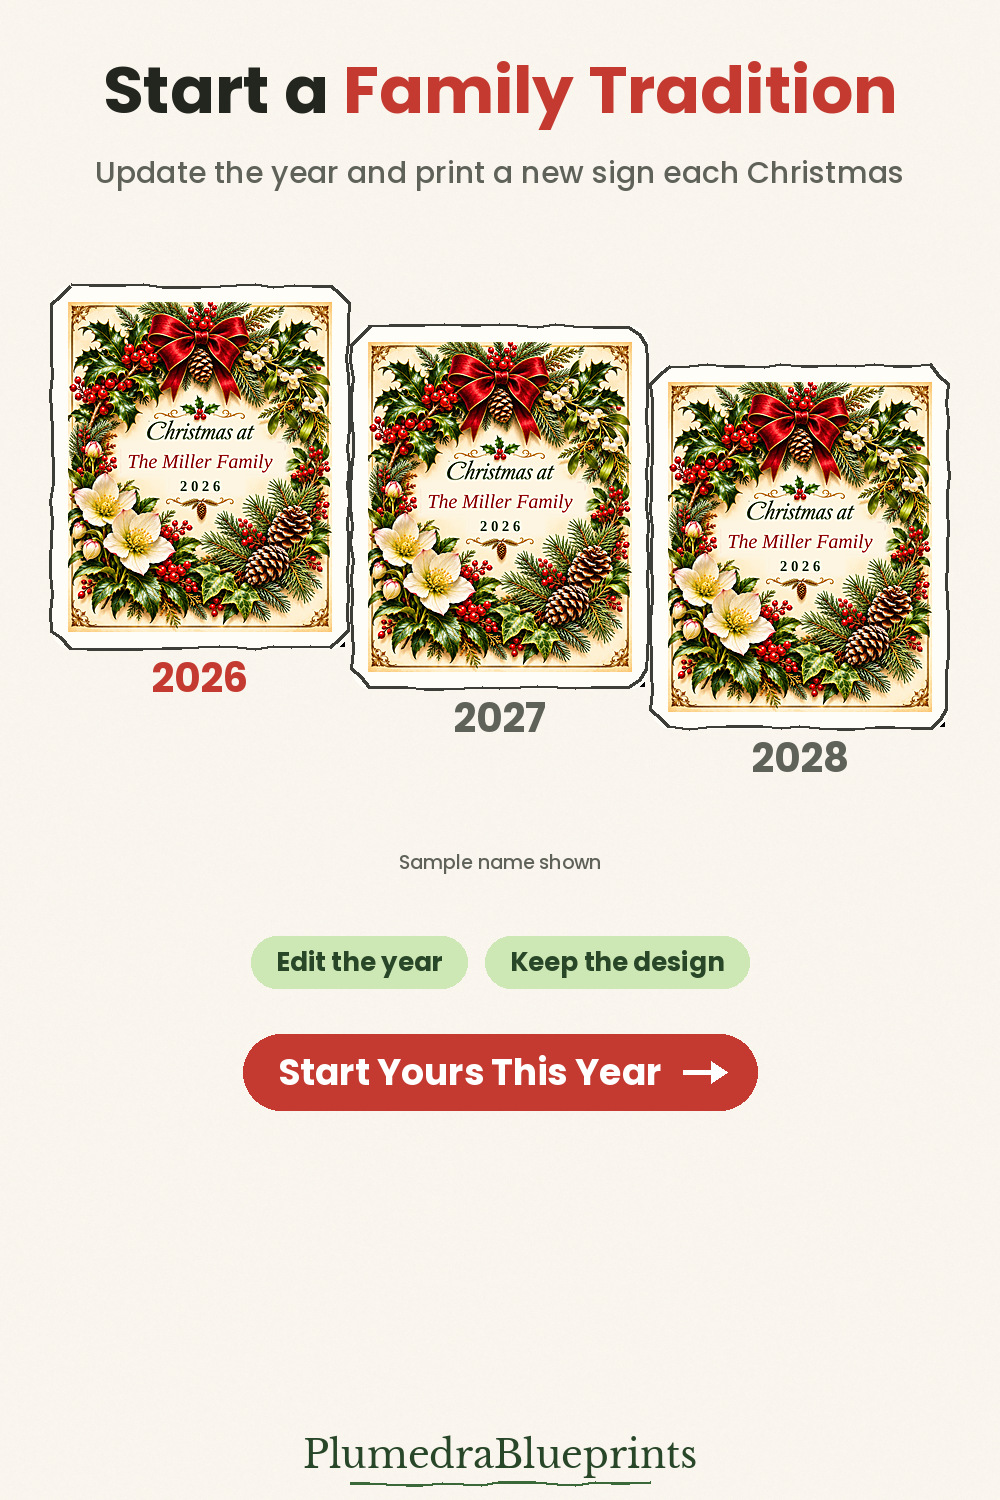 Start a Family Tradition
Update the year and print a new sign each Christmas
Christmas at
The Miller Family
2026
2026
Christmas at
The Miller Family
2026
2027
Christmas at
The Miller Family
2026
2028
Sample name shown
Edit the year
Keep the design
Start Yours This Year
PlumedraBlueprints